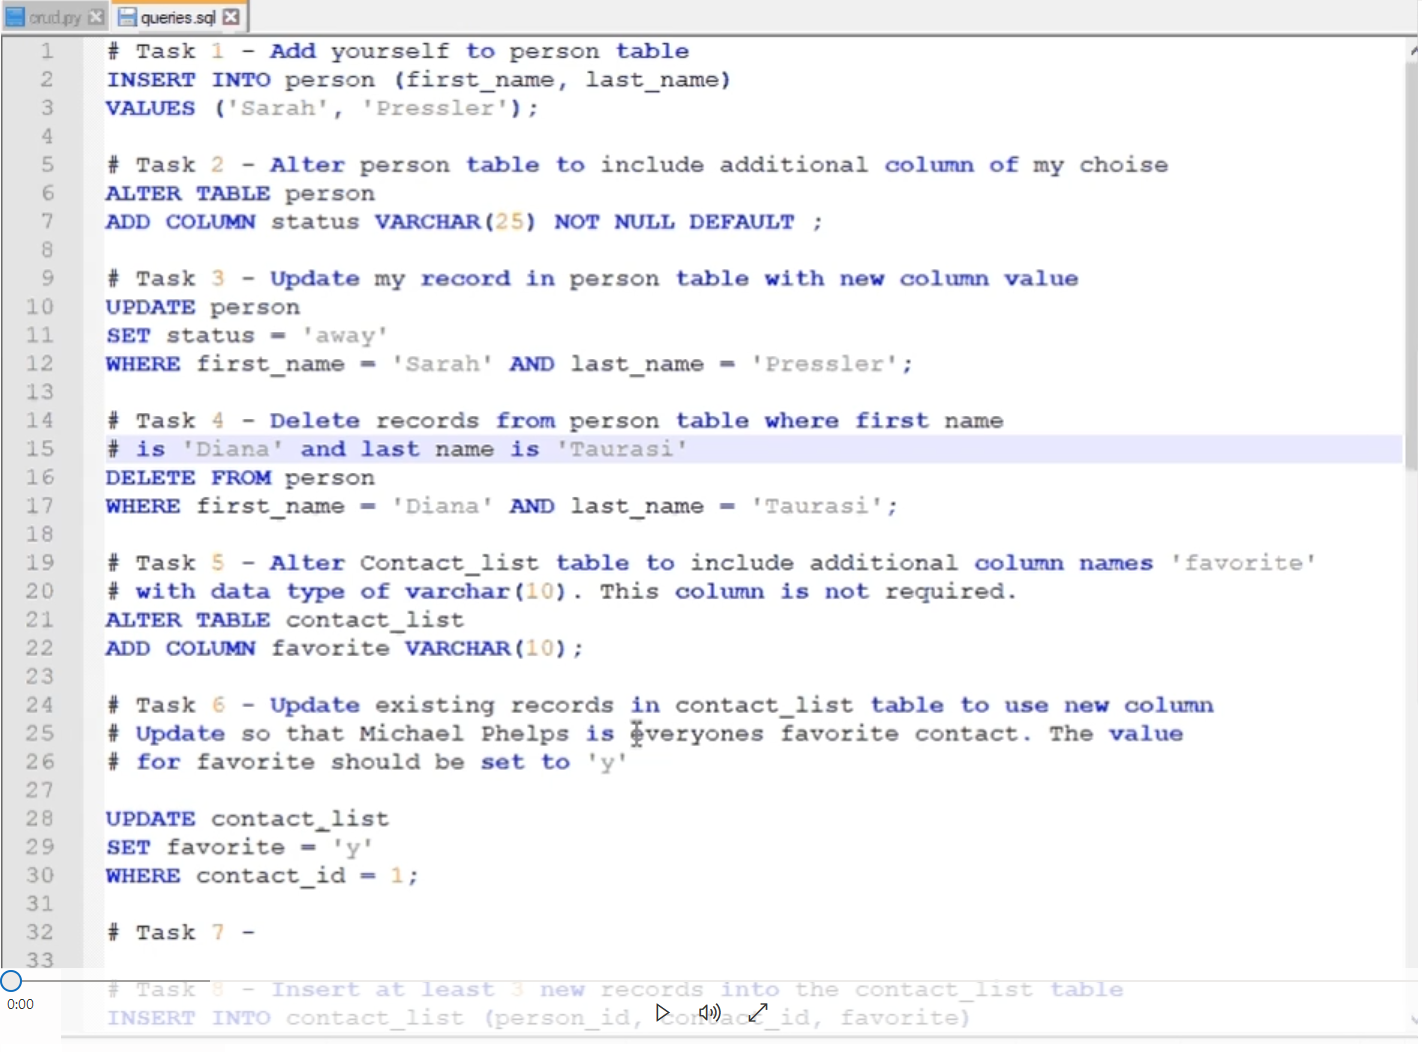 crud.py queries.sql
1 # Task 1 - Add yourself to person table
2 INSERT INTO person (first_name, last_name)
3 VALUES ('Sarah', 'Pressler');
4
5 # Task 2 - Alter person table to include additional column of my choise
6 ALTER TABLE person
7 ADD COLUMN status VARCHAR(25) NOT NULL DEFAULT ;
8
9 # Task 3 - Update my record in person table with new column value
10 UPDATE person
11 SET status = 'away'
12 WHERE first_name = 'Sarah' AND last_name = 'Pressler';
13
14 # Task 4 - Delete records from person table where first name
15 # is 'Diana' and last name is 'Taurasi'
16 DELETE FROM person
17 WHERE first_name = 'Diana' AND last_name = 'Taurasi';
18
19 # Task 5 - Alter Contact_list table to include additional column names 'favorite'
20 # with data type of varchar(10). This column is not required.
21 ALTER TABLE contact_list
22 ADD COLUMN favorite VARCHAR(10);
23
24 # Task 6 - Update existing records in contact_list table to use new column
25 # Update so that Michael Phelps is everyones favorite contact. The value
26 # for favorite should be set to 'y'
27
28 UPDATE contact_list
29 SET favorite = 'y'
30 WHERE contact_id = 1;
31
32 # Task 7 -
33
# Task 8 - Insert at least 3 new records into the contact_list table
0:00
INSERT INTO contact_list (person_id, contact_id, favorite)